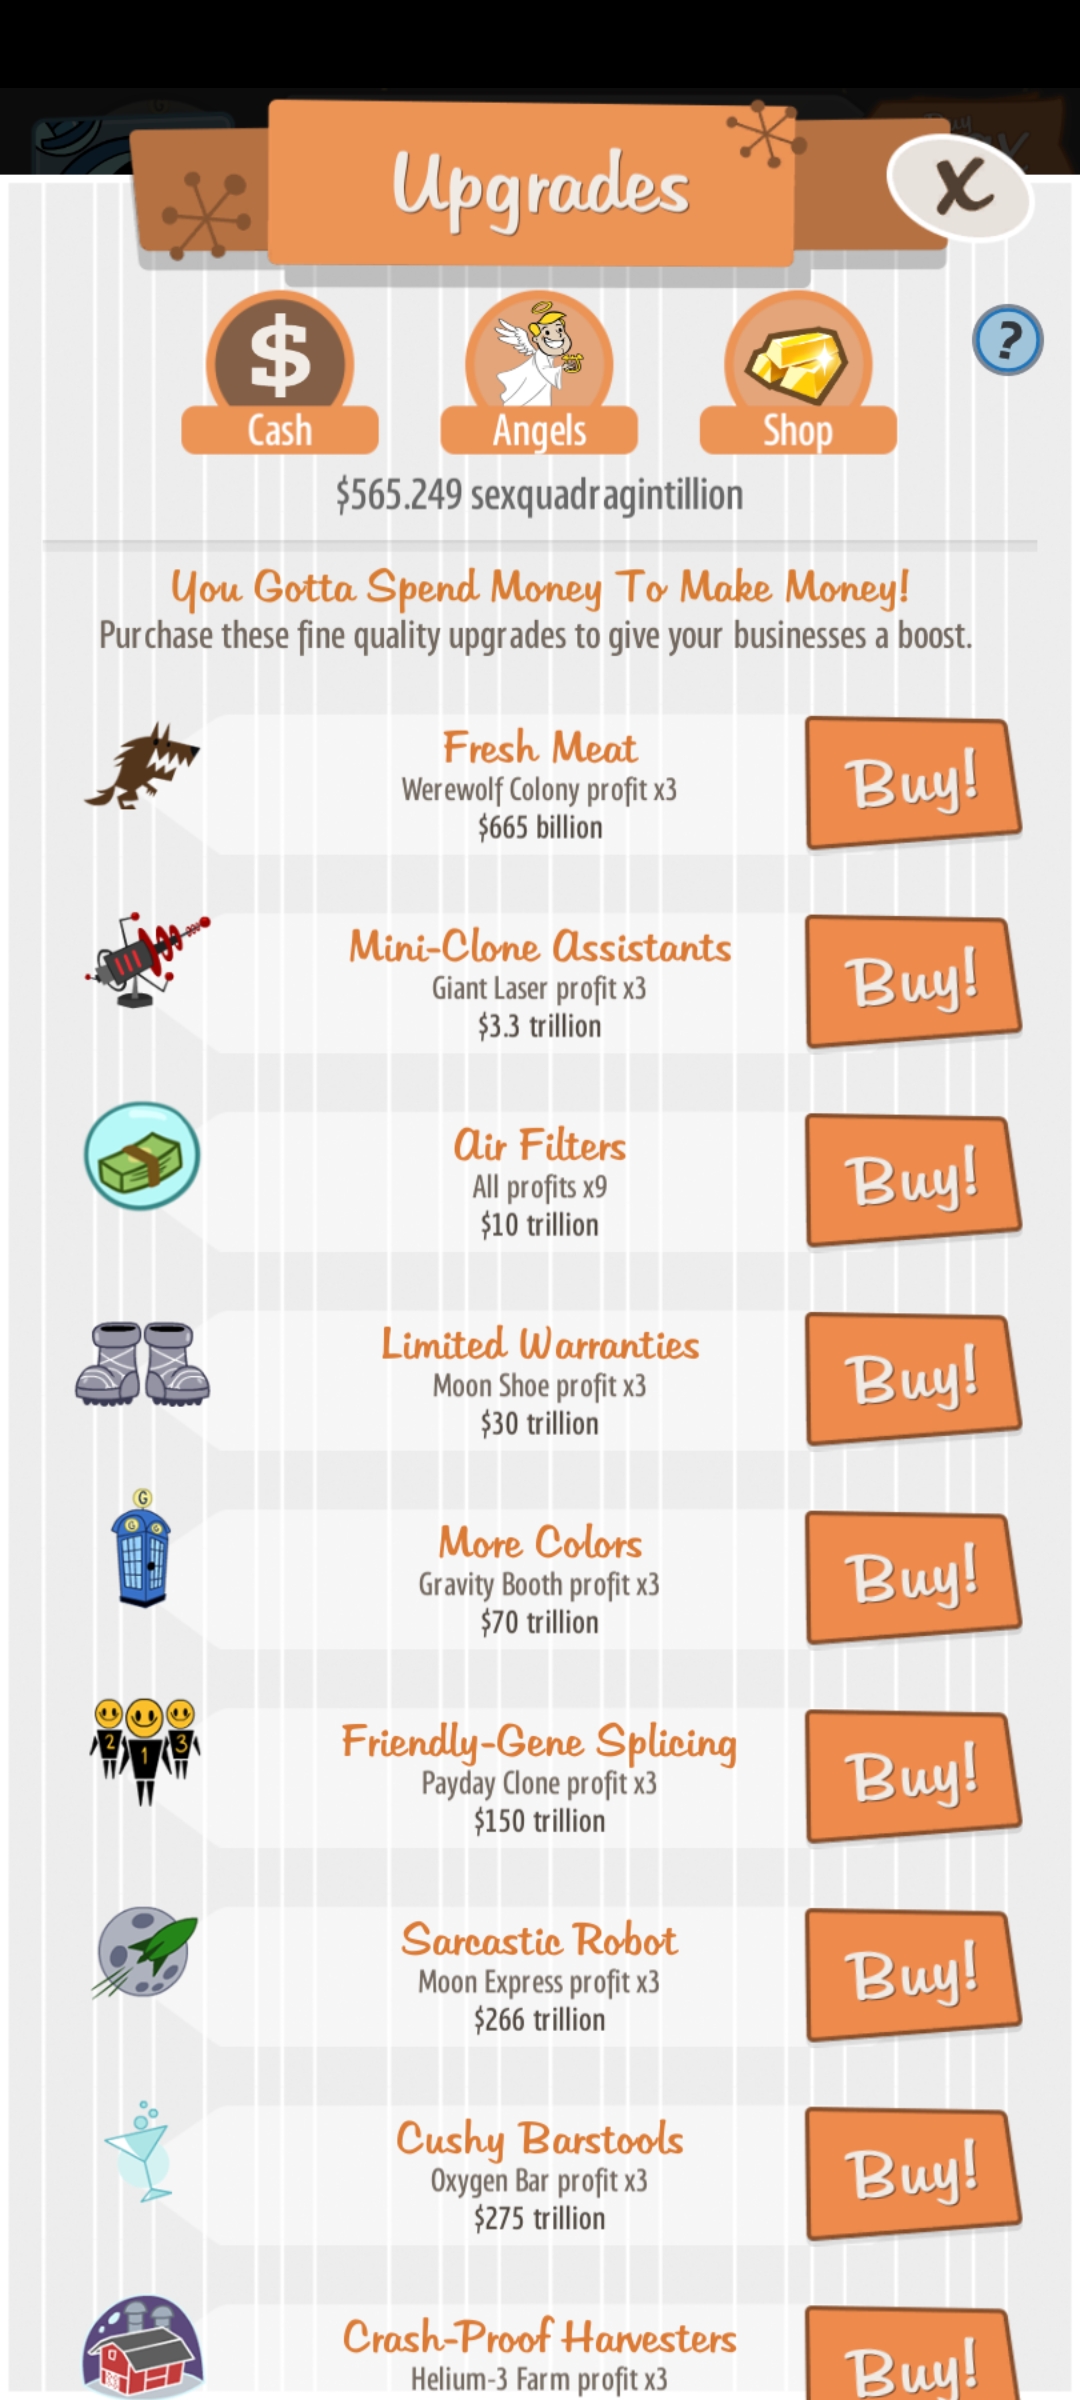 Upgrades
X
$
?
Cash
Angels
Shop
$565.249 sexquadragintillion
You Gotta Spend Money To Make Money!
Purchase these fine quality upgrades to give your businesses a boost.
Fresh Meat
Werewolf Colony profit x3
$665 billion
Buy!
Mini-Clone Assistants
Giant Laser profit x3
$3.3 trillion
Buy!
Air Filters
All profits x9
$10 trillion
Buy!
Limited Warranties
Moon Shoe profit x3
$30 trillion
Buy!
G
G G
More Colors
Gravity Booth profit x3
$70 trillion
Buy!
2 1 3
Friendly-Gene Splicing
Payday Clone profit x3
$150 trillion
Buy!
Sarcastic Robot
Moon Express profit x3
$266 trillion
Buy!
Cushy Barstools
Oxygen Bar profit x3
$275 trillion
Buy!
Crash-Proof Harvesters
Helium-3 Farm profit x3
Buy!